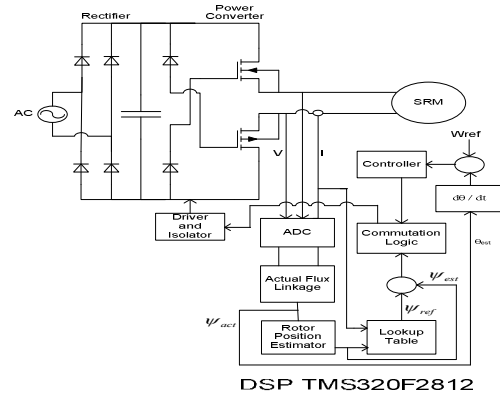 Rectifier
Power
Converter
AC
SRM
V
I
Wref
Controller
dθ / dt
Driver
and
Isolator
ADC
Commutation
Logic
θest
Actual Flux
Linkage
ψest
ψref
ψact
Rotor
Position
Estimator
Lookup
Table
DSP TMS320F2812